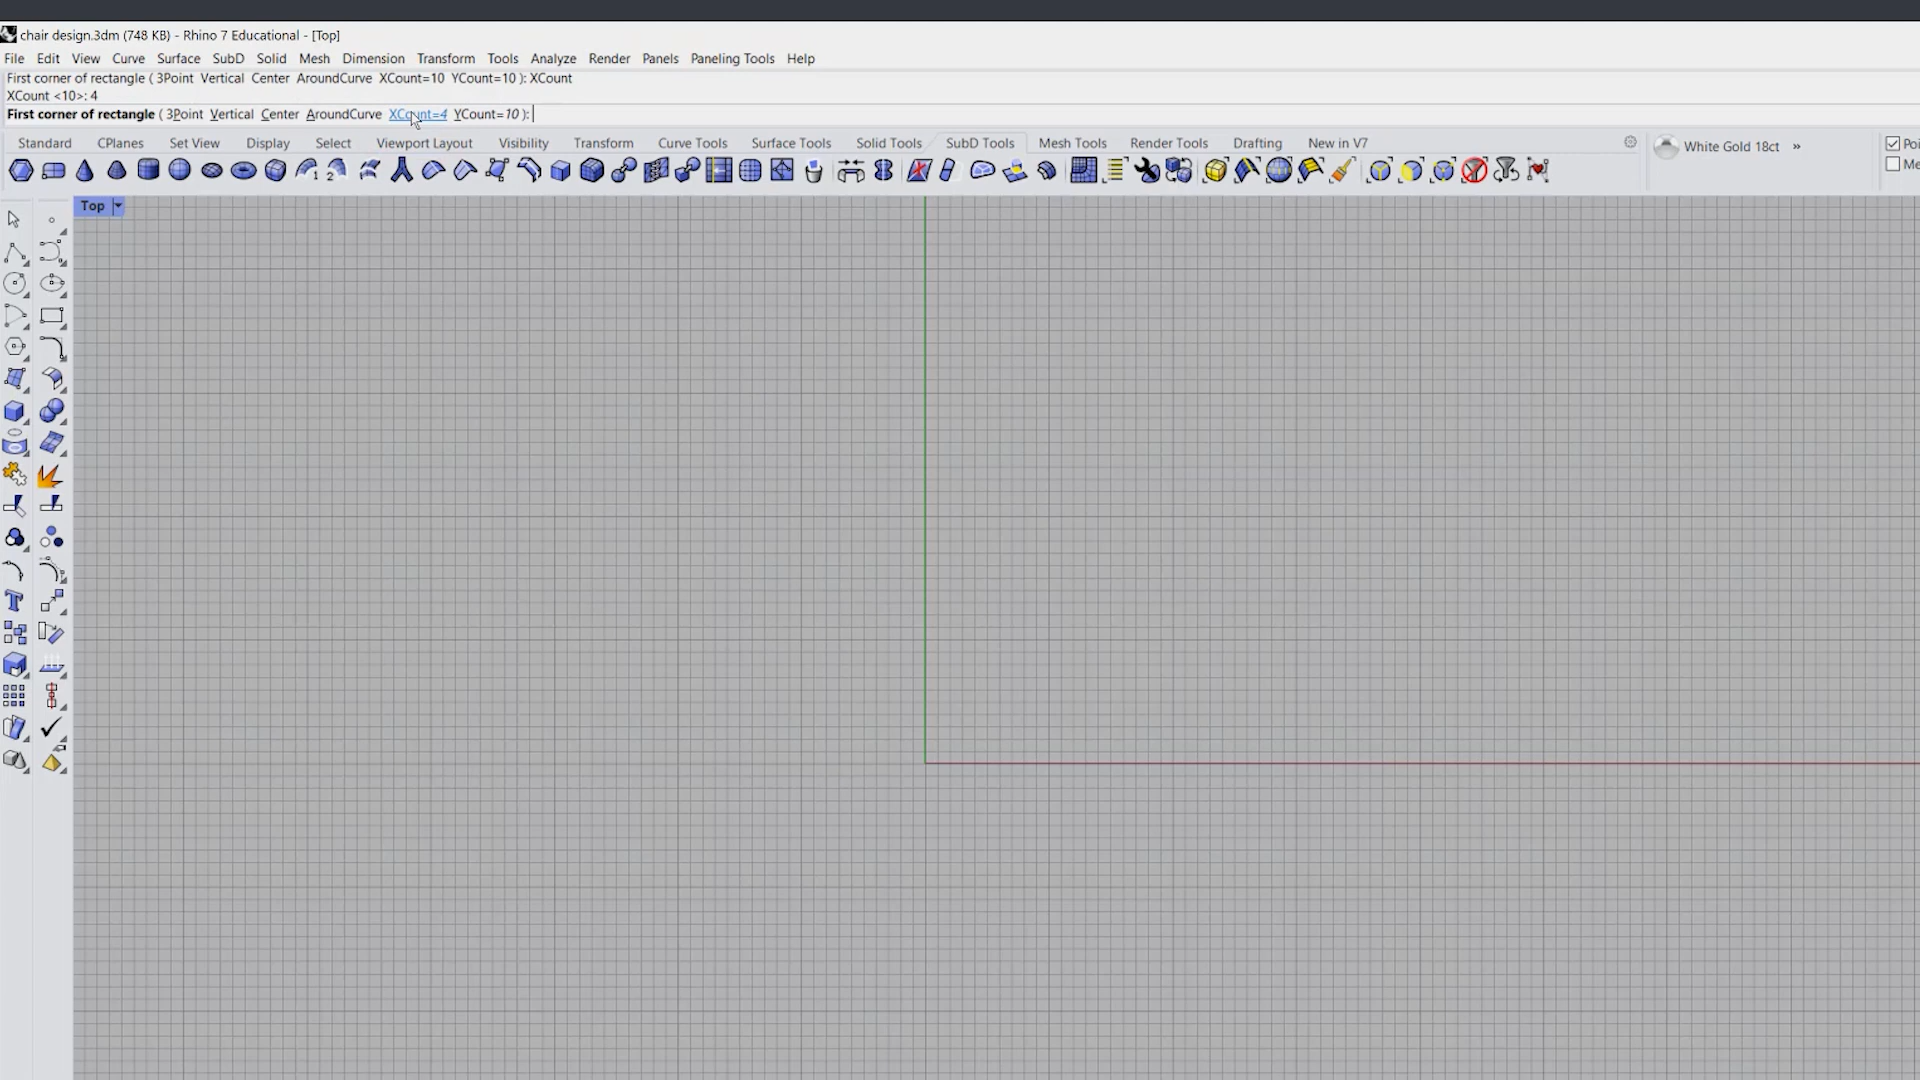 chair design.3dm (748 KB) - Rhino 7 Educational - [Top]
File Edit View Curve Surface SubD Solid Mesh Dimension Transform Tools Analyze Render Panels Paneling Tools Help
First corner of rectangle ( 3Point Vertical Center AroundCurve XCount=10 YCount=10 ): XCount
XCount <10>: 4
First corner of rectangle ( 3Point Vertical Center AroundCurve XCount=4 YCount=10 ):
Standard CPlanes Set View Display Select Viewport Layout Visibility Transform Curve Tools Surface Tools Solid Tools SubD Tools Mesh Tools Render Tools Drafting New in V7
White Gold 18ct »
Poi
Me
Top